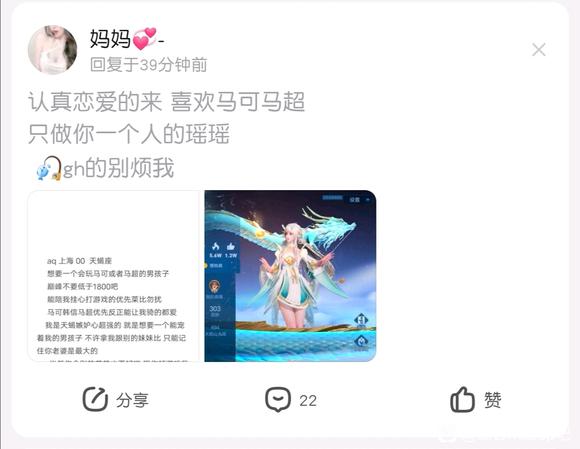 妈妈💞-
回复于39分钟前
认真恋爱的来 喜欢马可马超
只做你一个人的瑶瑶
gh的别烦我
aq 上海 00 天蝎座
想要一个会玩马可或者马超的男孩子
巅峰不要低于1800吧
能陪我挂心打游戏的优先菜比勿扰
马可韩信马超优先反正能让我骑的都爱
我是天蝎嫉妒心超强的 就是想要一个能宠
着我的男孩子 不许拿我跟别的妹妹比 只能记
住你老婆是最大的
设置
5.6W 1.2W
303
分享
22
赞